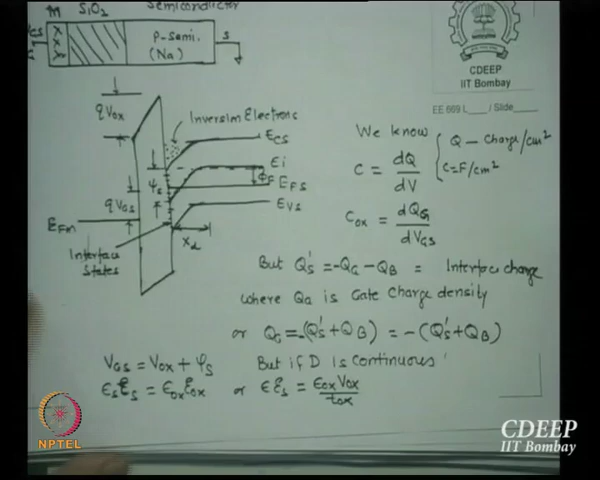 M SiO2 Semiconductor
P-Semi. S
(Na)
qVox
Inversion Electrons
Ecs
Ei
ψs
φF EFS
qVGS
EFm
EVS
Xd
Interface
States
We know { Q - charge/cm2
C = dQ/dV { C=F/cm2
Cox = dQG/dVGS
But Q's = -QG - QB = Interface charge
where QG is Gate Charge density
or QG = -(Q's + QB) = -(Q's + QB)
VGS = Vox + ψs But if D is continuous
εsEs = εoxEox or εEs = εoxVox/tox
CDEEP
IIT Bombay
EE 669 L____/ Slide____
NPTEL
CDEEP
IIT Bombay